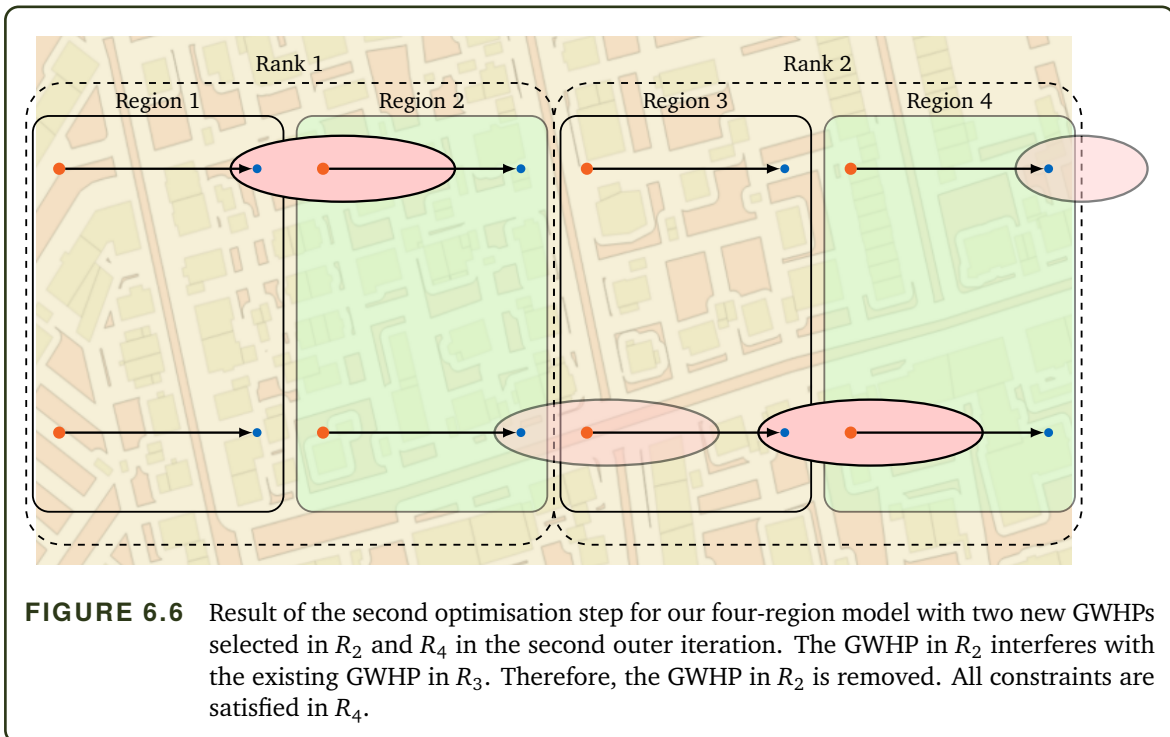 Rank 1
Rank 2
Region 1
Region 2
Region 3
Region 4
FIGURE 6.6 Result of the second optimisation step for our four-region model with two new GWHPs
selected in R₂ and R₄ in the second outer iteration. The GWHP in R₂ interferes with
the existing GWHP in R₃. Therefore, the GWHP in R₂ is removed. All constraints are
satisfied in R₄.